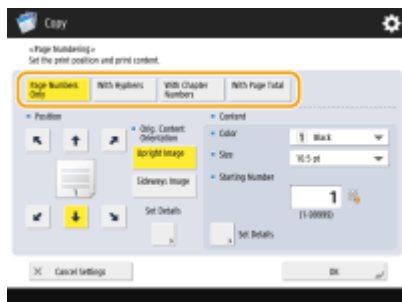 Copy
<Page Numbering>
Set the print position and print content.
Page Numbers Only
With Hyphens
With Chapter Numbers
With Page Total
Position
Orig. Content Orientation
Upright Image
Sideways Image
Set Details
Content
Color
1 Black
Size
10.5 pt
Starting Number
1
(1-99999)
Set Details
1
Cancel Settings
OK